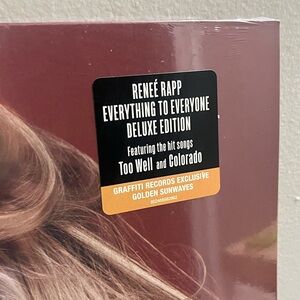 RENEÉ RAPP
EVERYTHING TO EVERYONE
DELUXE EDITION
Featuring the hit songs
Too Well and Colorado
GRAFFITI RECORDS EXCLUSIVE
GOLDEN SUNWAVES